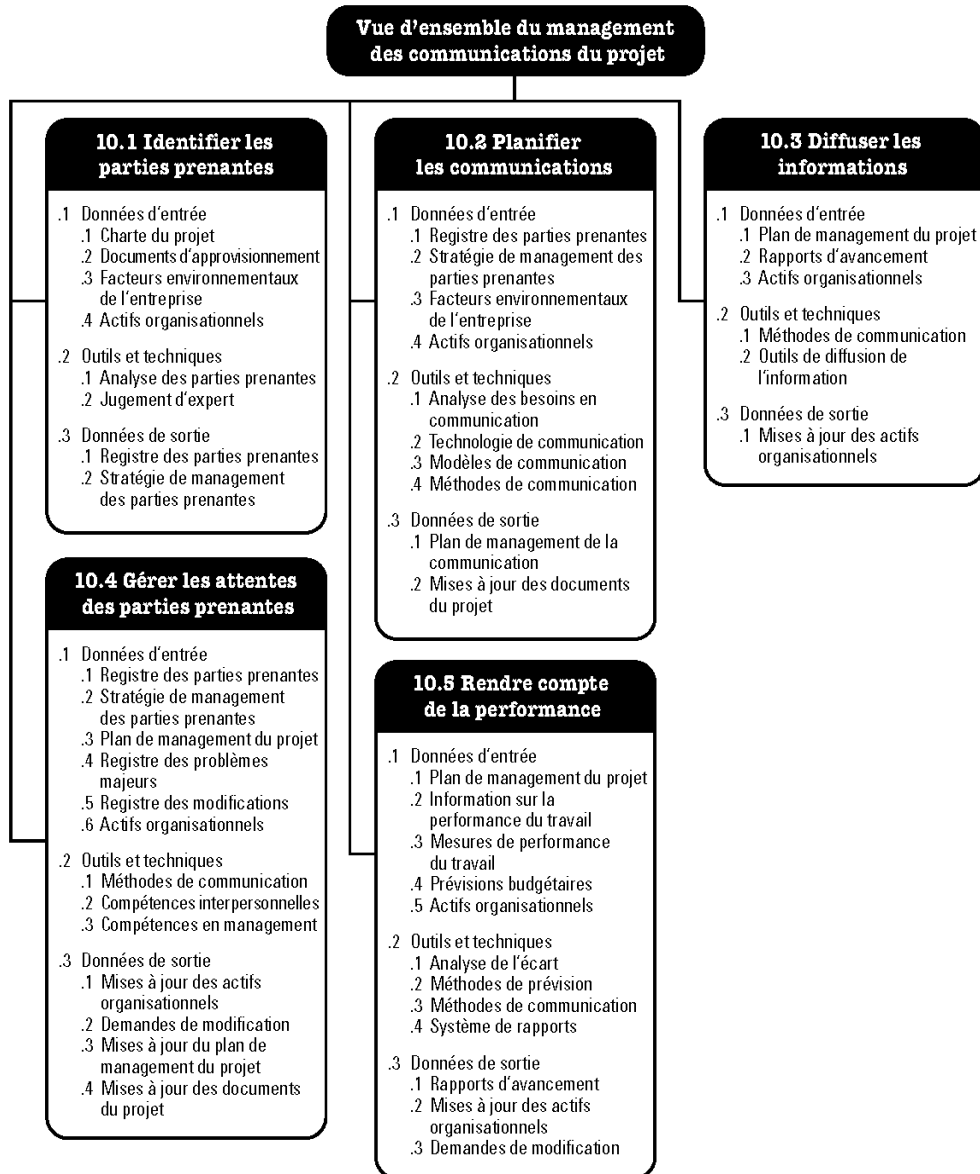 Vue d'ensemble du management
des communications du projet
10.1 Identifier les
parties prenantes
.1 Données d'entrée
.1 Charte du projet
.2 Documents d'approvisionnement
.3 Facteurs environnementaux
de l'entreprise
.4 Actifs organisationnels
.2 Outils et techniques
.1 Analyse des parties prenantes
.2 Jugement d'expert
.3 Données de sortie
.1 Registre des parties prenantes
.2 Stratégie de management
des parties prenantes
10.2 Planifier
les communications
.1 Données d'entrée
.1 Registre des parties prenantes
.2 Stratégie de management des
parties prenantes
.3 Facteurs environnementaux
de l'entreprise
.4 Actifs organisationnels
.2 Outils et techniques
.1 Analyse des besoins en
communication
.2 Technologie de communication
.3 Modèles de communication
.4 Méthodes de communication
.3 Données de sortie
.1 Plan de management de la
communication
.2 Mises à jour des documents
du projet
10.3 Diffuser les
informations
.1 Données d'entrée
.1 Plan de management du projet
.2 Rapports d'avancement
.3 Actifs organisationnels
.2 Outils et techniques
.1 Méthodes de communication
.2 Outils de diffusion de
l'information
.3 Données de sortie
.1 Mises à jour des actifs
organisationnels
10.4 Gérer les attentes
des parties prenantes
.1 Données d'entrée
.1 Registre des parties prenantes
.2 Stratégie de management
des parties prenantes
.3 Plan de management du projet
.4 Registre des problèmes
majeurs
.5 Registre des modifications
.6 Actifs organisationnels
.2 Outils et techniques
.1 Méthodes de communication
.2 Compétences interpersonnelles
.3 Compétences en management
.3 Données de sortie
.1 Mises à jour des actifs
organisationnels
.2 Demandes de modification
.3 Mises à jour du plan de
management du projet
.4 Mises à jour des documents
du projet
10.5 Rendre compte
de la performance
.1 Données d'entrée
.1 Plan de management du projet
.2 Information sur la
performance du travail
.3 Mesures de performance
du travail
.4 Prévisions budgétaires
.5 Actifs organisationnels
.2 Outils et techniques
.1 Analyse de l'écart
.2 Méthodes de prévision
.3 Méthodes de communication
.4 Système de rapports
.3 Données de sortie
.1 Rapports d'avancement
.2 Mises à jour des actifs
organisationnels
.3 Demandes de modification